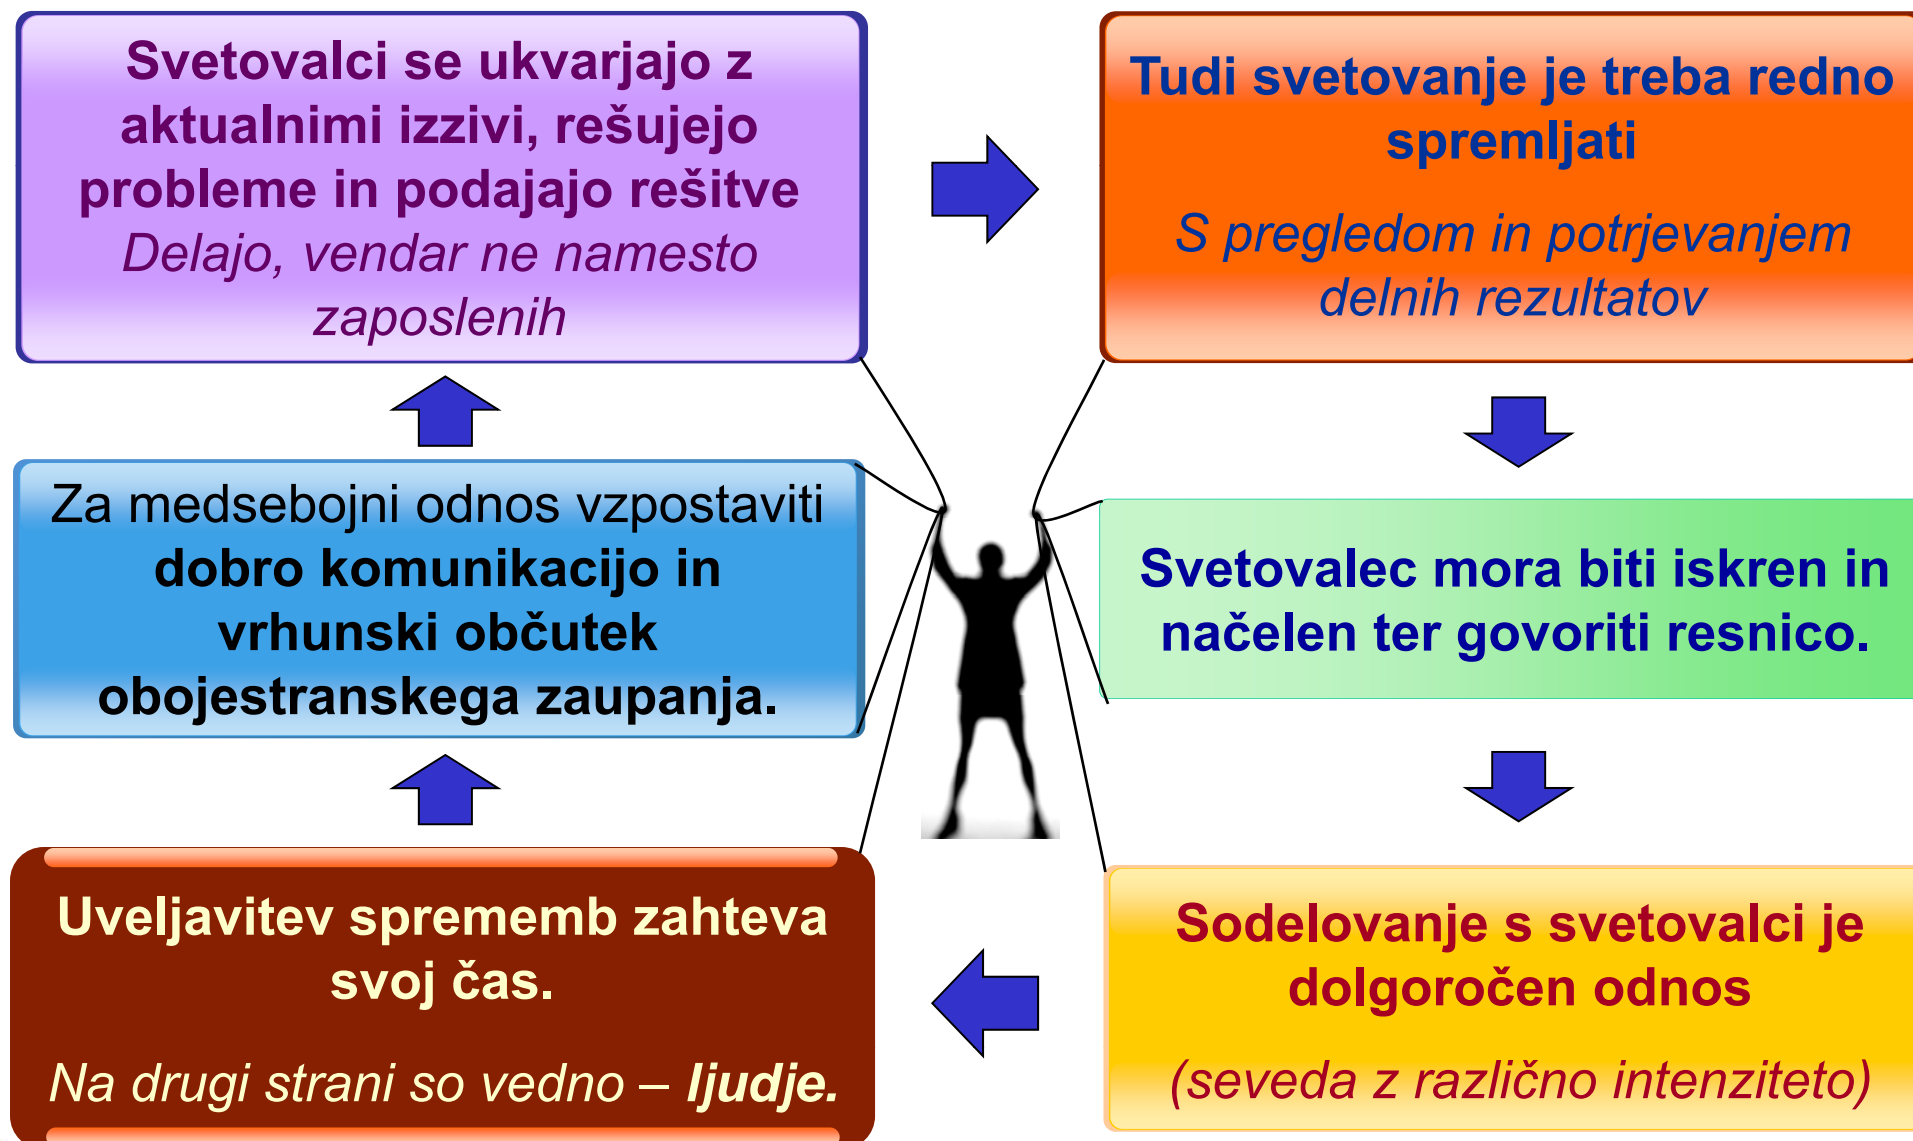 Svetovalci se ukvarjajo z
aktualnimi izzivi, rešujejo
probleme in podajajo rešitve
Delajo, vendar ne namesto
zaposlenih
Tudi svetovanje je treba redno
spremljati
S pregledom in potrjevanjem
delnih rezultatov
Za medsebojni odnos vzpostaviti
dobro komunikacijo in
vrhunski občutek
obojestranskega zaupanja.
Svetovalec mora biti iskren in
načelen ter govoriti resnico.
Uveljavitev sprememb zahteva
svoj čas.
Na drugi strani so vedno – ljudje.
Sodelovanje s svetovalci je
dolgoročen odnos
(seveda z različno intenziteto)